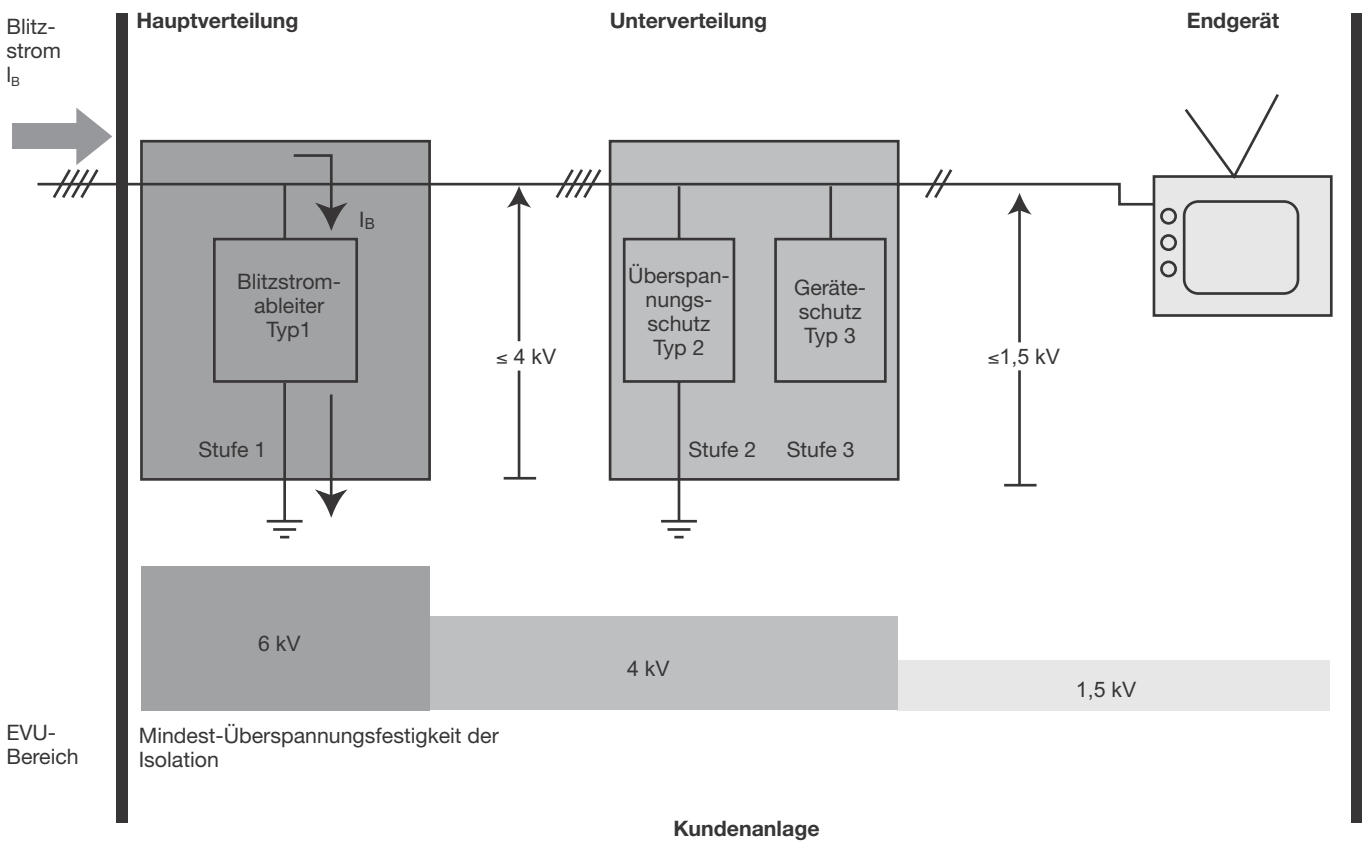 Blitz-
strom
I_B
Hauptverteilung
Unterverteilung
Endgerät
I_B
Blitzstrom-
ableiter
Typ1
Stufe 1
≤ 4 kV
Überspan-
nungs-
schutz
Typ 2
Geräte-
schutz
Typ 3
Stufe 2
Stufe 3
≤1,5 kV
6 kV
4 kV
1,5 kV
EVU-
Bereich
Mindest-Überspannungsfestigkeit der
Isolation
Kundenanlage